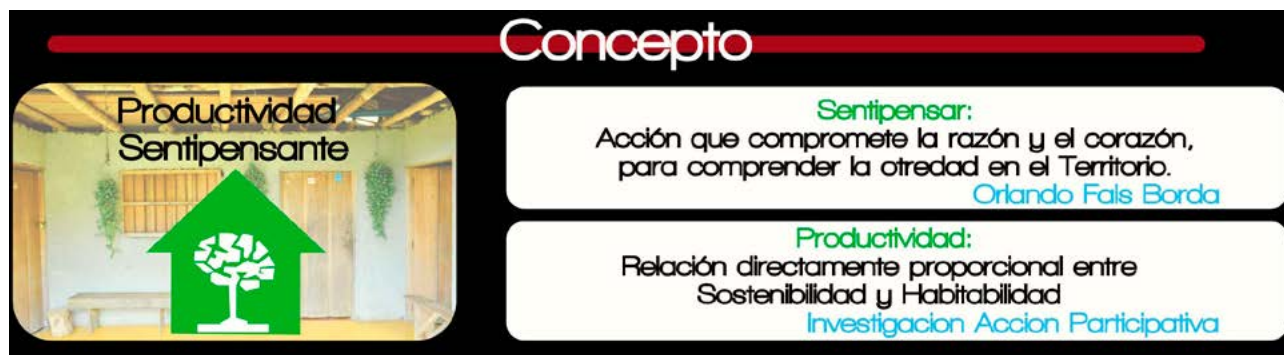 Concepto
Productividad
Sentipensante
Sentipensar:
Acción que compromete la razón y el corazón,
para comprender la otredad en el Territorio.
Orlando Fals Borda
Productividad:
Relación directamente proporcional entre
Sostenibilidad y Habitabilidad
Investigacion Accion Participativa